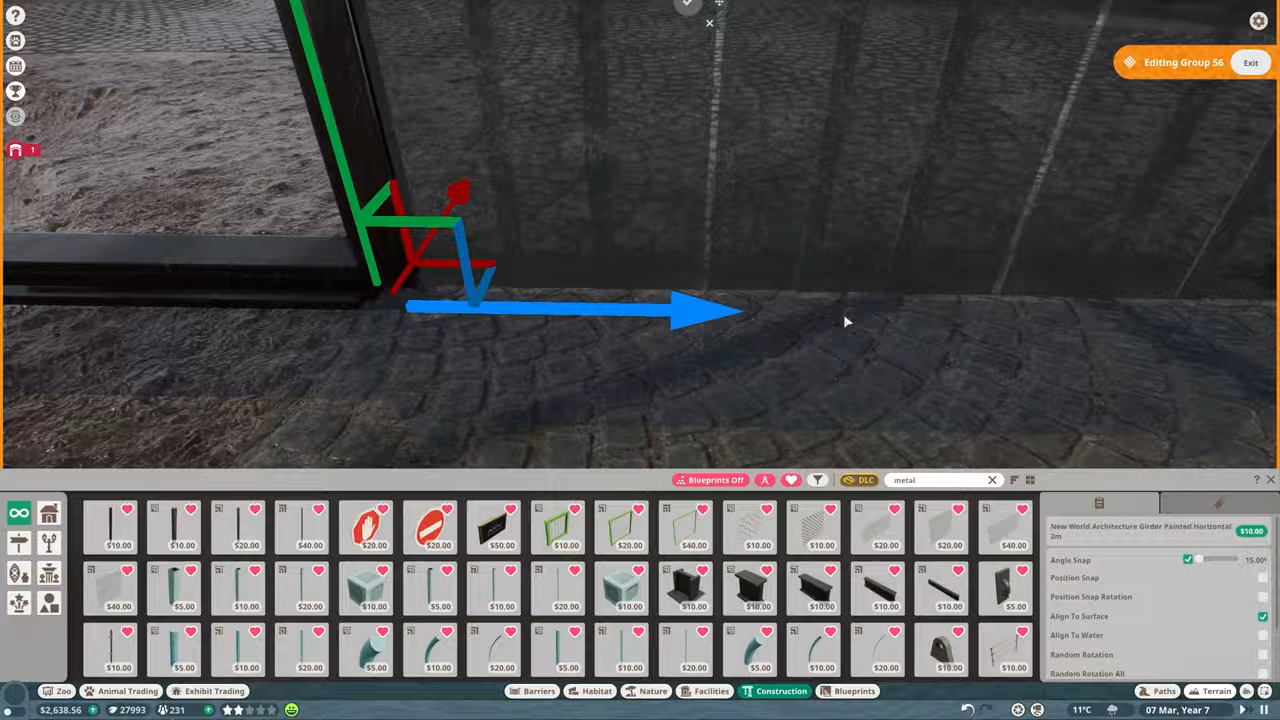 ?
Editing Group 56
Exit
1
Blueprints Off
DLC
metal
?
$10.00 $10.00 $20.00 $40.00 $20.00 $20.00 $50.00 $10.00 $20.00 $40.00 $10.00 $10.00 $20.00 $20.00 $40.00
$40.00 $5.00 $10.00 $20.00 $10.00 $5.00 $10.00 $20.00 $10.00 $10.00 $10.00 $10.00 $10.00 $10.00 $5.00
$10.00 $5.00 $10.00 $20.00 $5.00 $10.00 $20.00 $5.00 $10.00 $20.00 $5.00 $10.00 $20.00 $10.00 $10.00
New World Architecture Girder Painted Horizontal
2m
$10.00
Angle Snap
15.00°
Position Snap
Position Snap Rotation
Align To Surface
Align To Water
Random Rotation
Random Rotation All
Zoo
Animal Trading
Exhibit Trading
Barriers
Habitat
Nature
Facilities
Construction
Blueprints
Paths
Terrain
$2,638.56
27993
231
11°C
07 Mar, Year 7